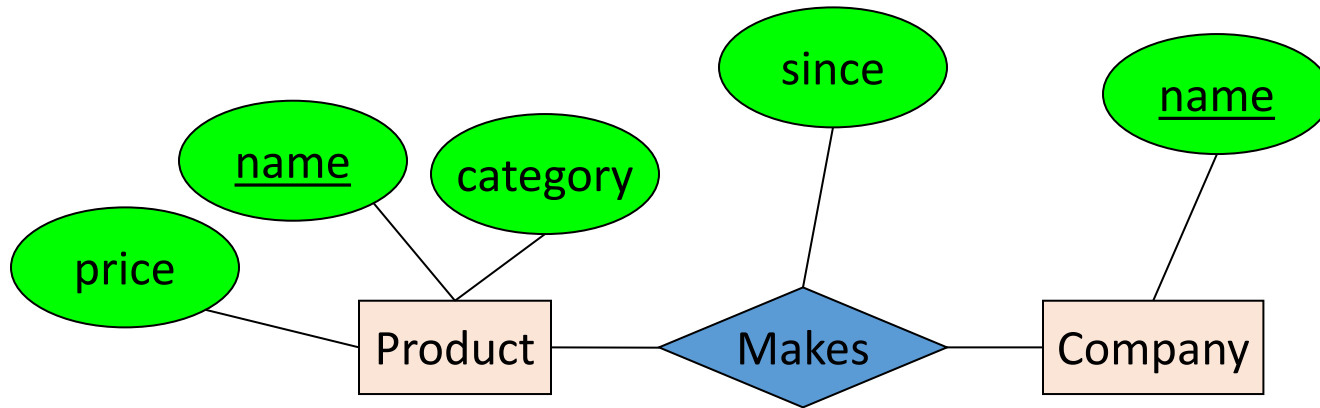 since
name
name
category
price
Product
Makes
Company